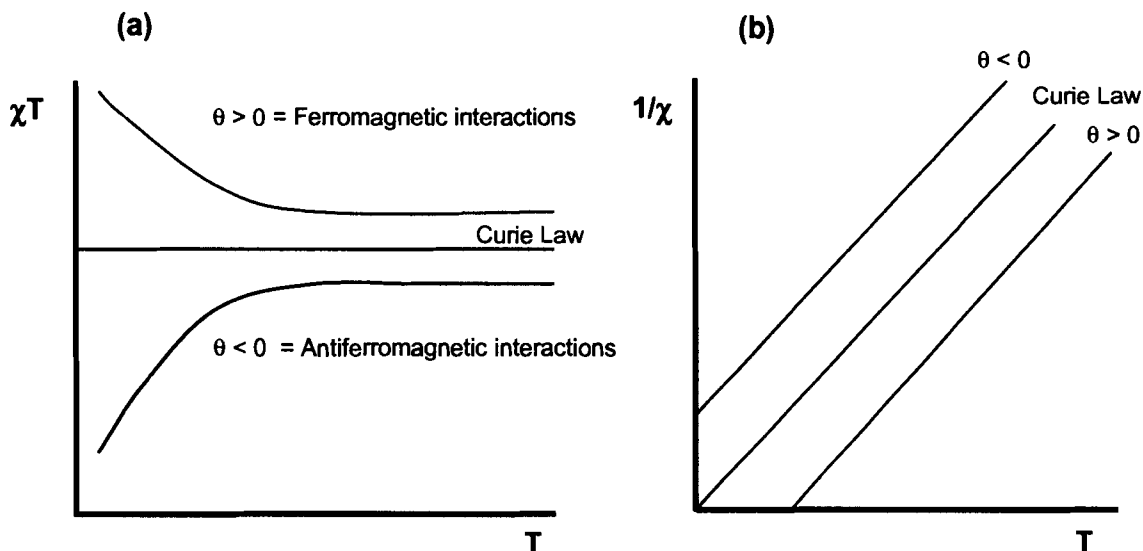 (a)
χT
θ > 0 = Ferromagnetic interactions
Curie Law
θ < 0 = Antiferromagnetic interactions
T
(b)
1/χ
θ < 0
Curie Law
θ > 0
T